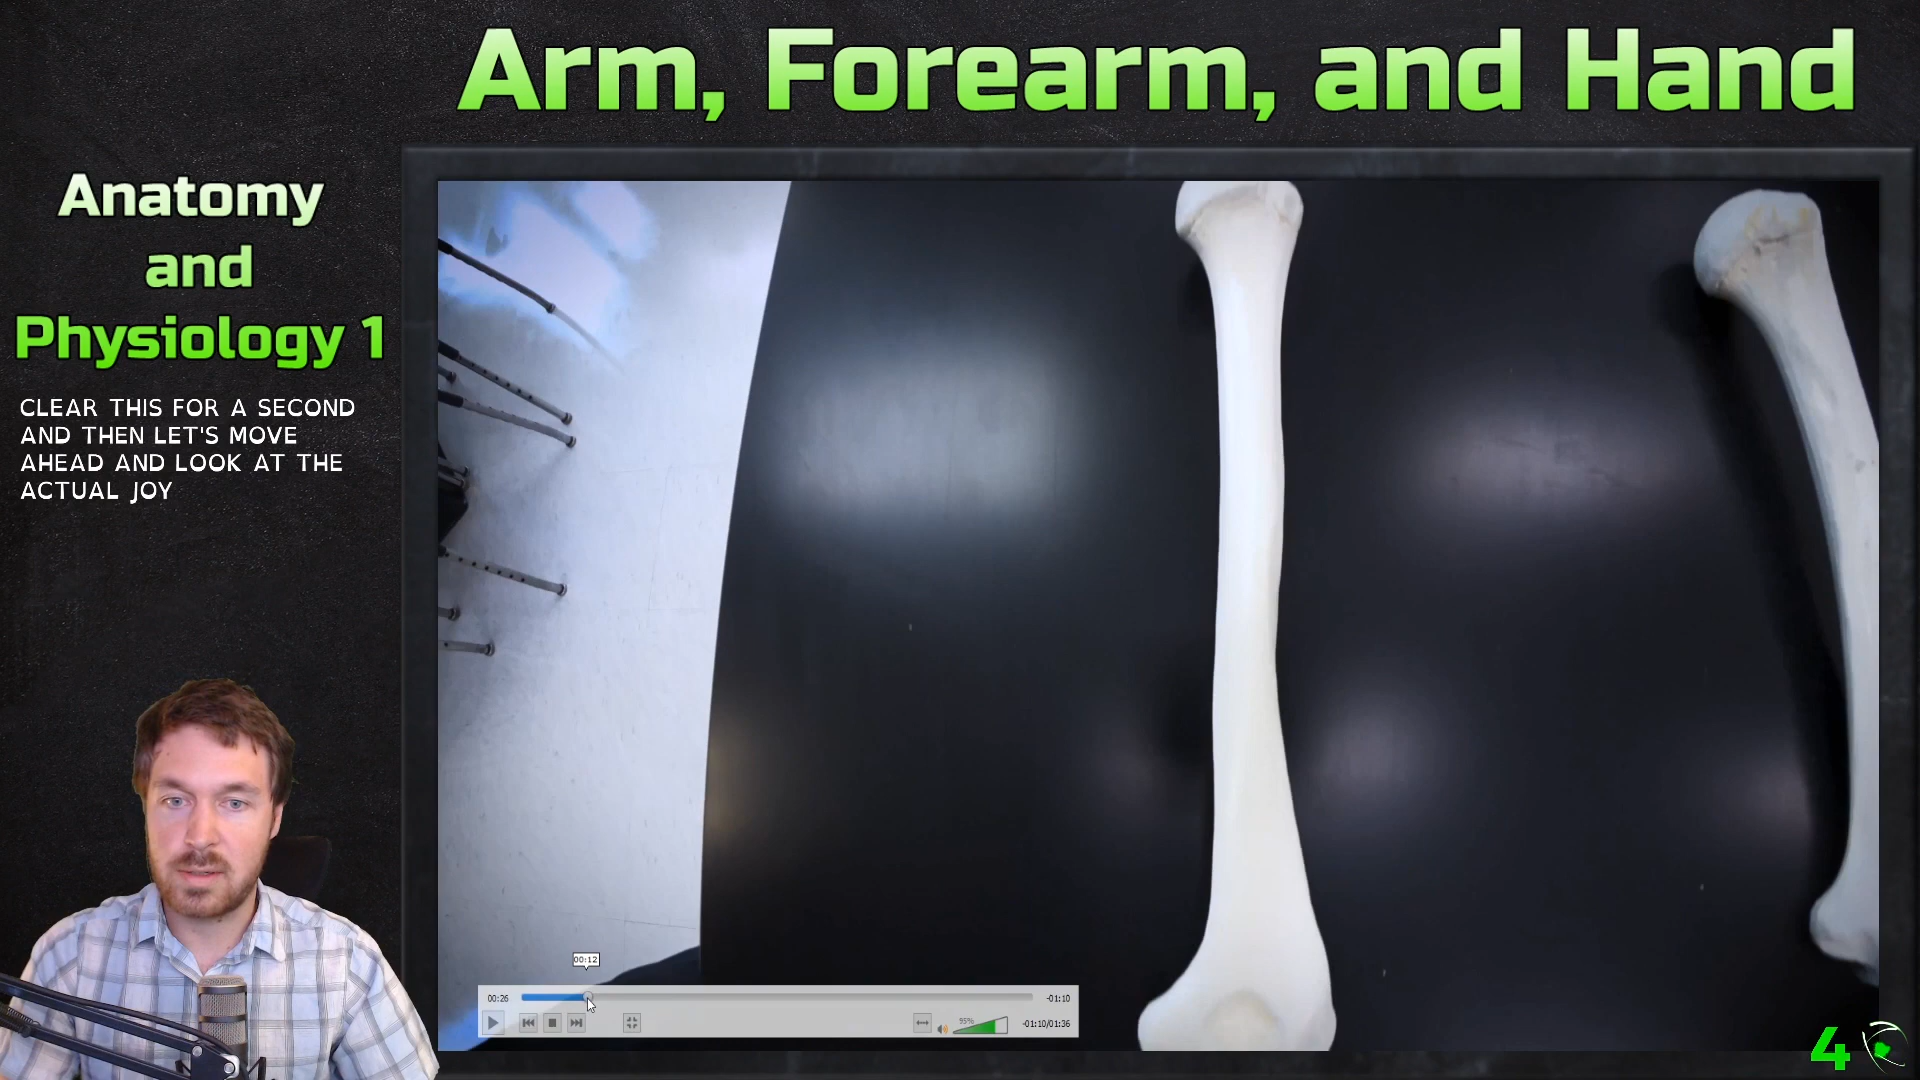 Arm, Forearm, and Hand
Anatomy
and
Physiology 1
CLEAR THIS FOR A SECOND
AND THEN LET'S MOVE
AHEAD AND LOOK AT THE
ACTUAL JOY
00:12
00:26
-01:10
95%
-01:10/01:36
4